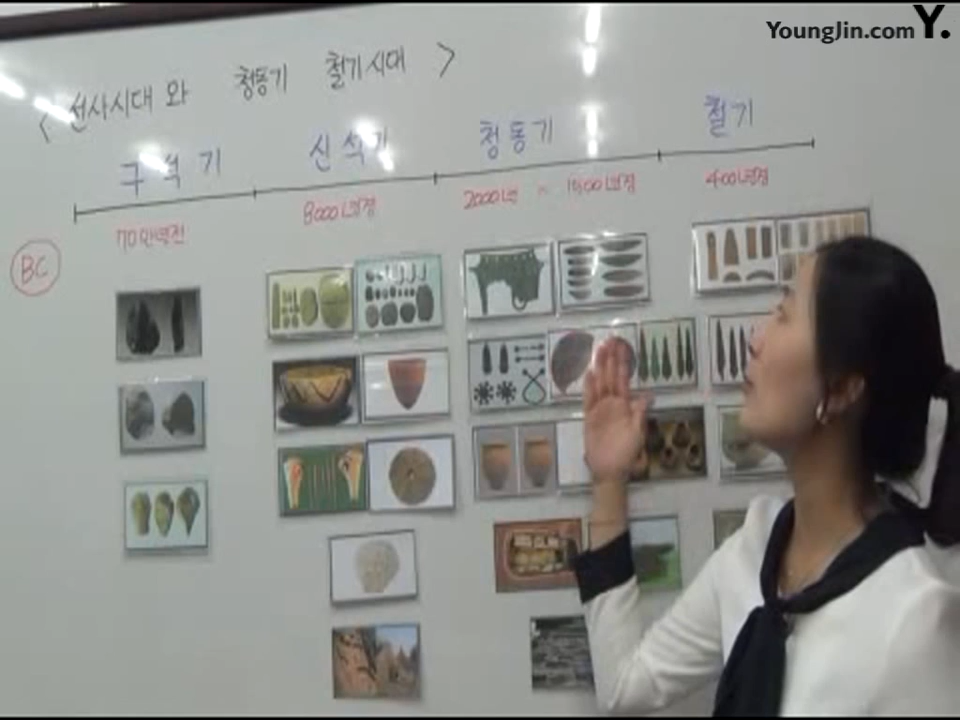 YoungJin.com Y.
< 선사시대 와 청동기 철기시대 >
구석기 신석기 청동기 철기
70만년전 8000년경 2000년 ~ 1500년경 400년경
BC